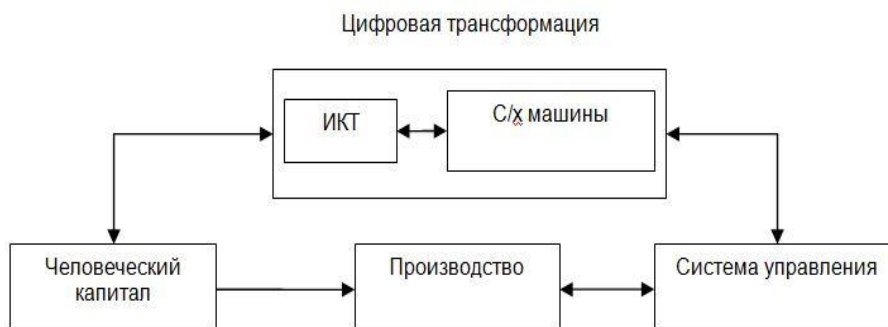 Цифровая трансформация
ИКТ
С/х машины
Человеческий
капитал
Производство
Система управления